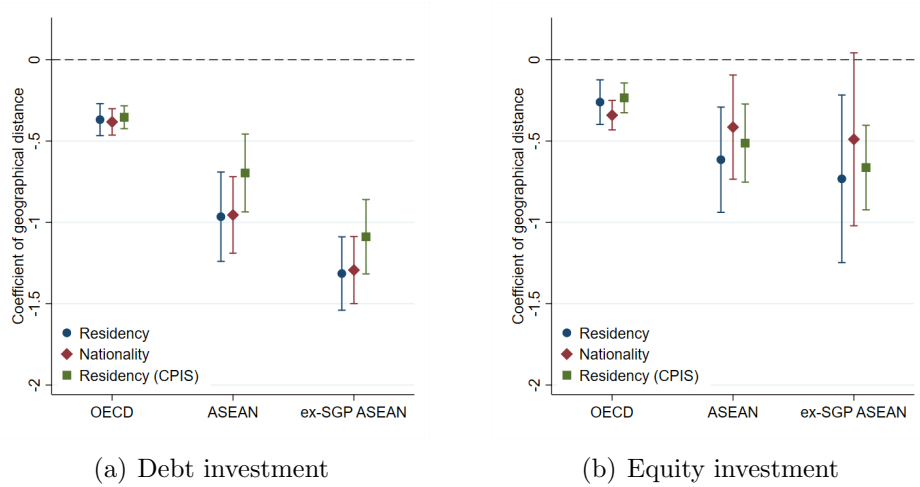 Coefficient of geographical distance
0
-.5
-1
-1.5
-2
Residency
Nationality
Residency (CPIS)
OECD ASEAN ex-SGP ASEAN
(a) Debt investment
Coefficient of geographical distance
0
-.5
-1
-1.5
-2
Residency
Nationality
Residency (CPIS)
OECD ASEAN ex-SGP ASEAN
(b) Equity investment